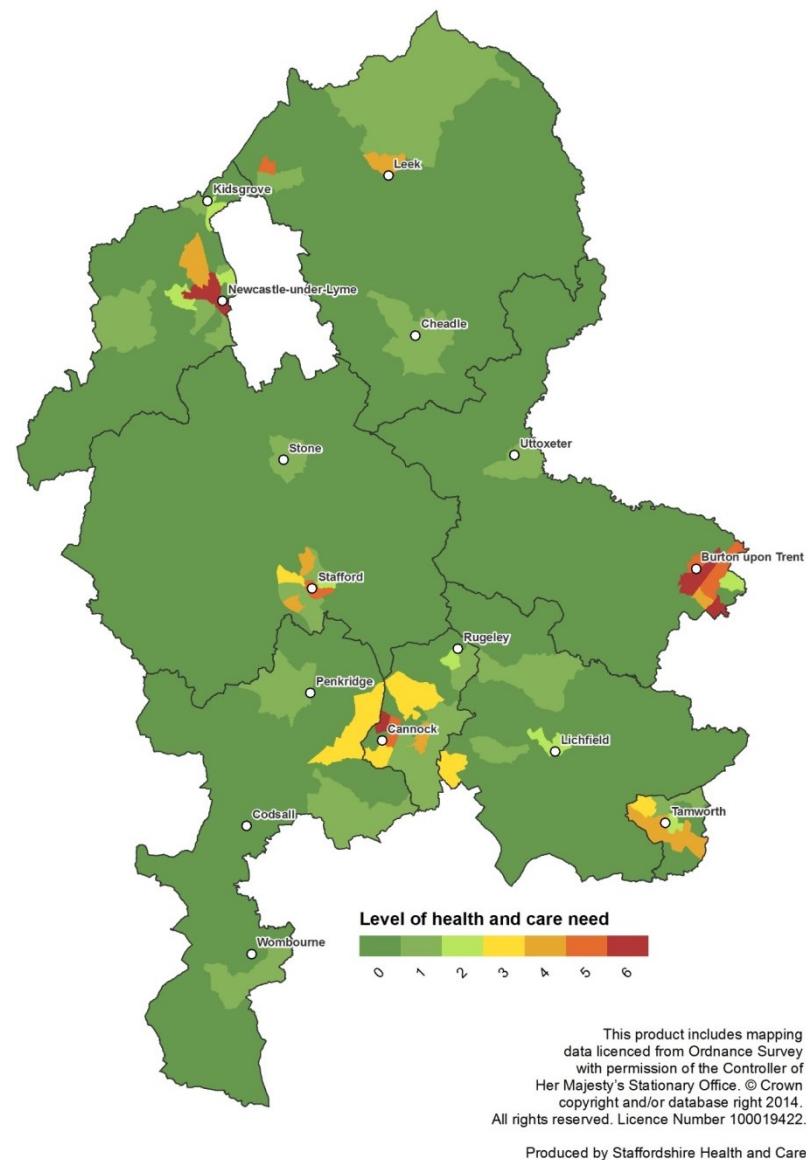 Leek
Kidsgrove
Newcastle-under-Lyme
Cheadle
Uttoxeter
Stone
Burton upon Trent
Stafford
Rugeley
Penkridge
Cannock
Lichfield
Tamworth
Codsall
Level of health and care need
Wombourne
0 1 2 3 4 5 6
This product includes mapping
data licenced from Ordnance Survey
with permission of the Controller of
Her Majesty's Stationary Office. © Crown
copyright and/or database right 2014.
All rights reserved. Licence Number 100019422.
Produced by Staffordshire Health and Care